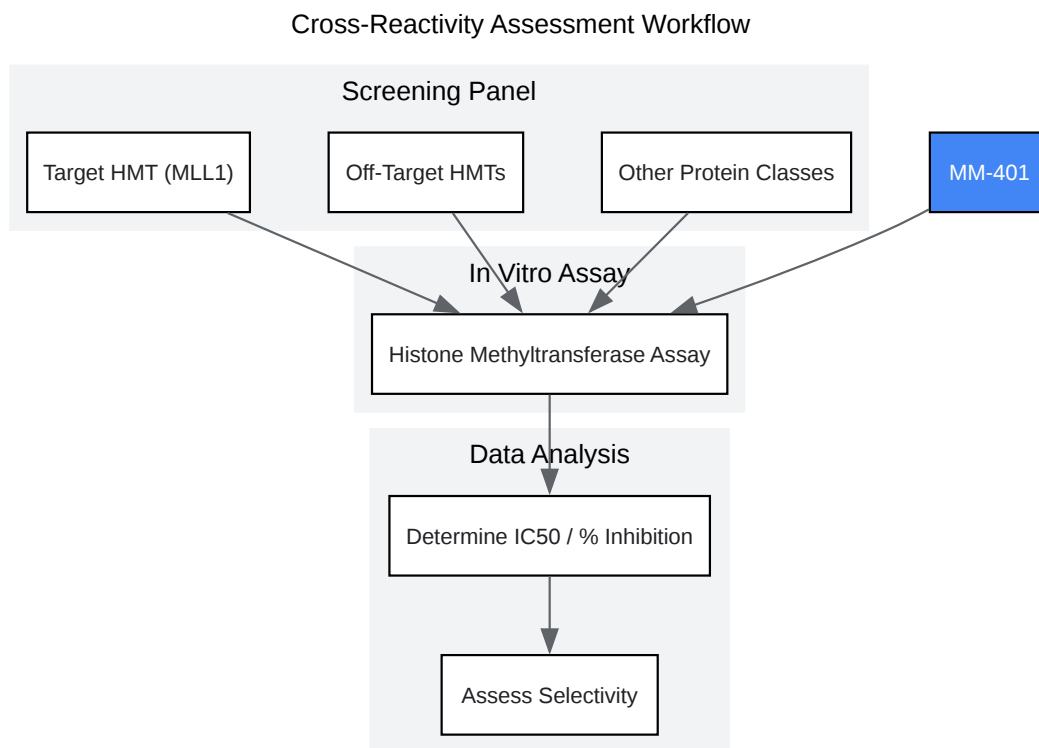 Cross-Reactivity Assessment Workflow
Screening Panel
Target HMT (MLL1)
Off-Target HMTs
Other Protein Classes
MM-401
In Vitro Assay
Histone Methyltransferase Assay
Data Analysis
Determine IC50 / % Inhibition
Assess Selectivity